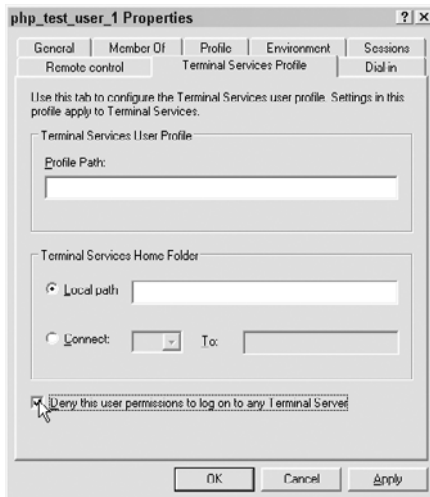 php_test_user_1 Properties
? ×
General Member Of Profile Environment Sessions
Remote control Terminal Services Profile Dial in
Use this tab to configure the Terminal Services user profile. Settings in this
profile apply to Terminal Services.
Terminal Services User Profile
Profile Path:
Terminal Services Home Folder
Local path
Connect: To:
Deny this user permissions to log on to any Terminal Server
OK Cancel Apply